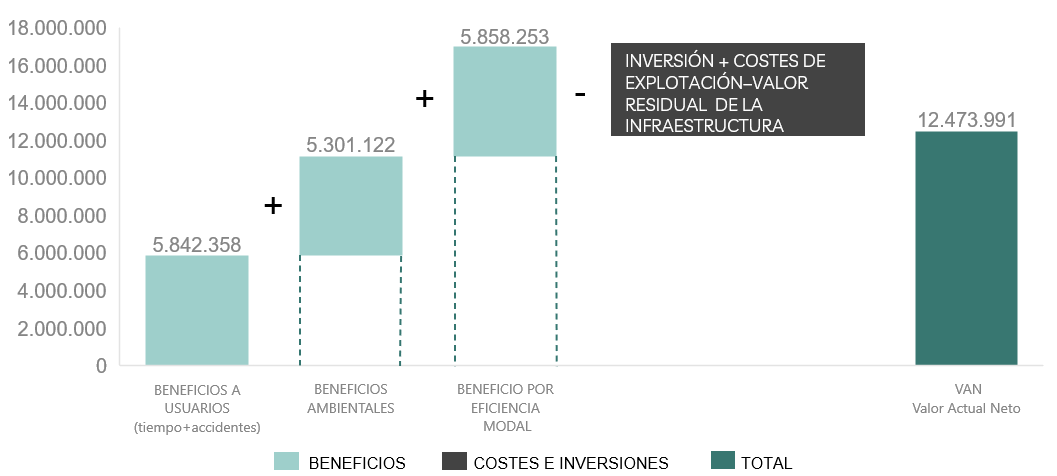 18.000.000
16.000.000
14.000.000
12.000.000
10.000.000
8.000.000
6.000.000
4.000.000
2.000.000
0
5.842.358
+
5.301.122
+
5.858.253
-
INVERSIÓN + COSTES DE
EXPLOTACIÓN–VALOR
RESIDUAL DE LA
INFRAESTRUCTURA
12.473.991
BENEFICIOS A
USUARIOS
(tiempo+accidentes)
BENEFICIOS
AMBIENTALES
BENEFICIO POR
EFICIENCIA
MODAL
VAN
Valor Actual Neto
BENEFICIOS
COSTES E INVERSIONES
TOTAL